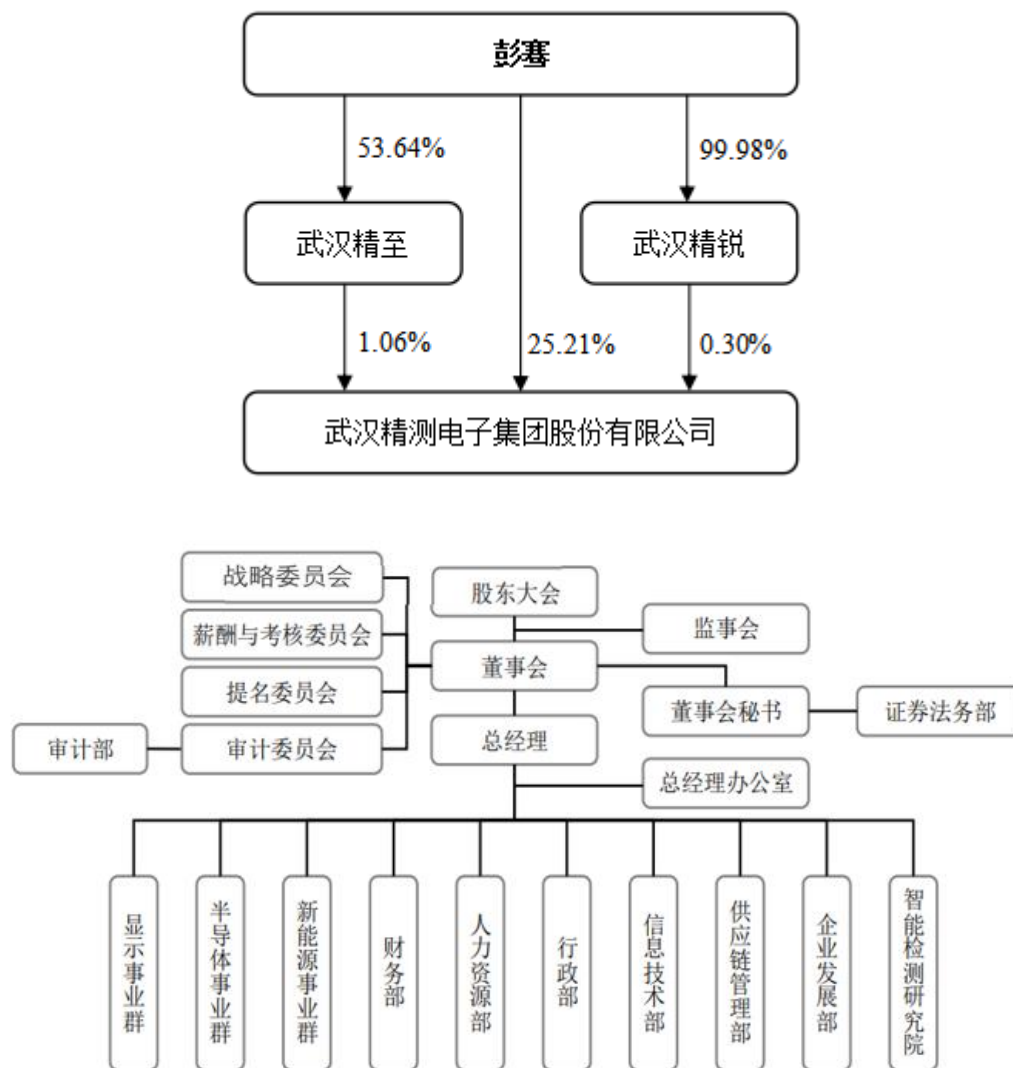 彭骞
53.64%
99.98%
武汉精至
武汉精锐
1.06%
25.21%
0.30%
武汉精测电子集团股份有限公司
战略委员会
股东大会
薪酬与考核委员会
监事会
董事会
提名委员会
董事会秘书
证券法务部
审计部
审计委员会
总经理
总经理办公室
显示事业群
半导体事业群
新能源事业群
财务部
人力资源部
行政部
信息技术部
供应链管理部
企业发展部
智能检测研究院